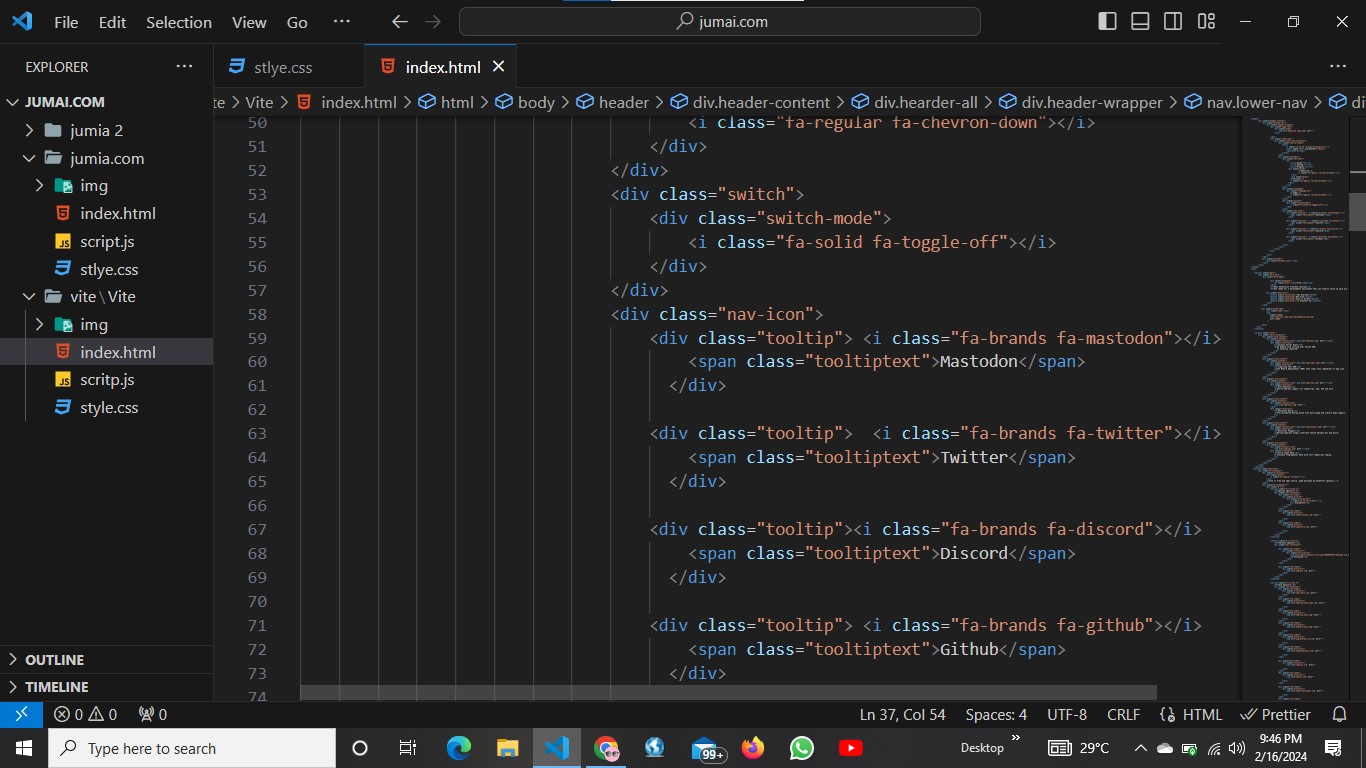 File Edit Selection View Go ··· jumai.com
EXPLORER ···
stlye.css
index.html
te > Vite > index.html > html > body > header > div.header-content > div.hearder-all > div.header-wrapper > nav.lower-nav > di
JUMAI.COM
jumia 2
jumia.com
img
index.html
script.js
stlye.css
vite\Vite
img
index.html
scritp.js
style.css
OUTLINE
TIMELINE
50 <i class="fa-regular fa-chevron-down"></i>
51 </div>
52 </div>
53 <div class="switch">
54 <div class="switch-mode">
55 <i class="fa-solid fa-toggle-off"></i>
56 </div>
57 </div>
58 <div class="nav-icon">
59 <div class="tooltip"> <i class="fa-brands fa-mastodon"></i>
60 <span class="tooltiptext">Mastodon</span>
61 </div>
62
63 <div class="tooltip">  <i class="fa-brands fa-twitter"></i>
64 <span class="tooltiptext">Twitter</span>
65 </div>
66
67 <div class="tooltip"><i class="fa-brands fa-discord"></i>
68 <span class="tooltiptext">Discord</span>
69 </div>
70
71 <div class="tooltip"> <i class="fa-brands fa-github"></i>
72 <span class="tooltiptext">Github</span>
73 </div>
74
0 0 0 Ln 37, Col 54 Spaces: 4 UTF-8 CRLF HTML Prettier
Type here to search 99+ Desktop 29°C 9:46 PM
2/16/2024